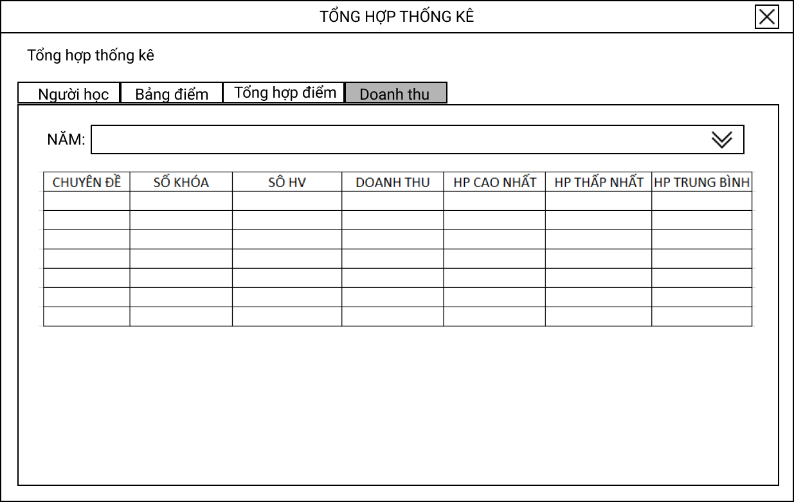 TỔNG HỢP THỐNG KÊ
Tổng hợp thống kê
Người học Bảng điểm Tổng hợp điểm Doanh thu
NĂM:
CHUYÊN ĐỀ SỐ KHÓA SÔ HV DOANH THU HP CAO NHẤT HP THẤP NHẤT HP TRUNG BÌNH